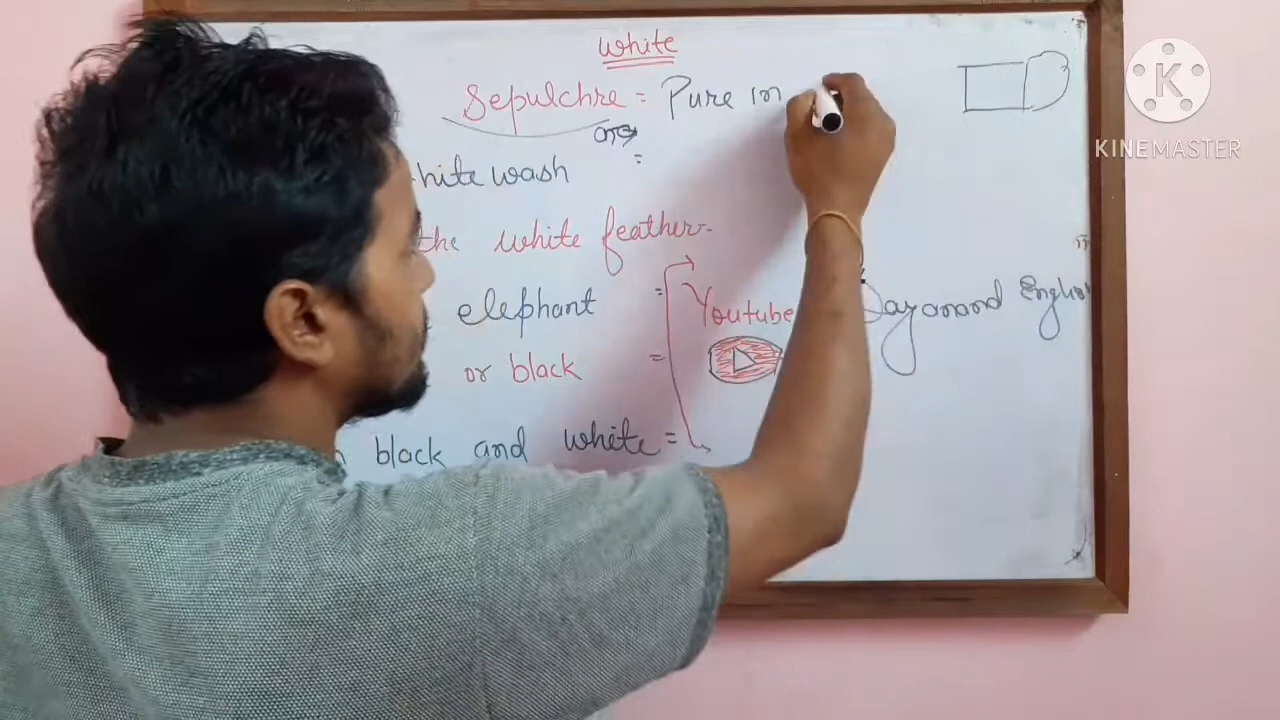 White
Sepulchre = Pure in
or
hite wash =
the white feather-
elephant =
Youtube Dayanand English
or black =
black and white =
K
KINEMASTER